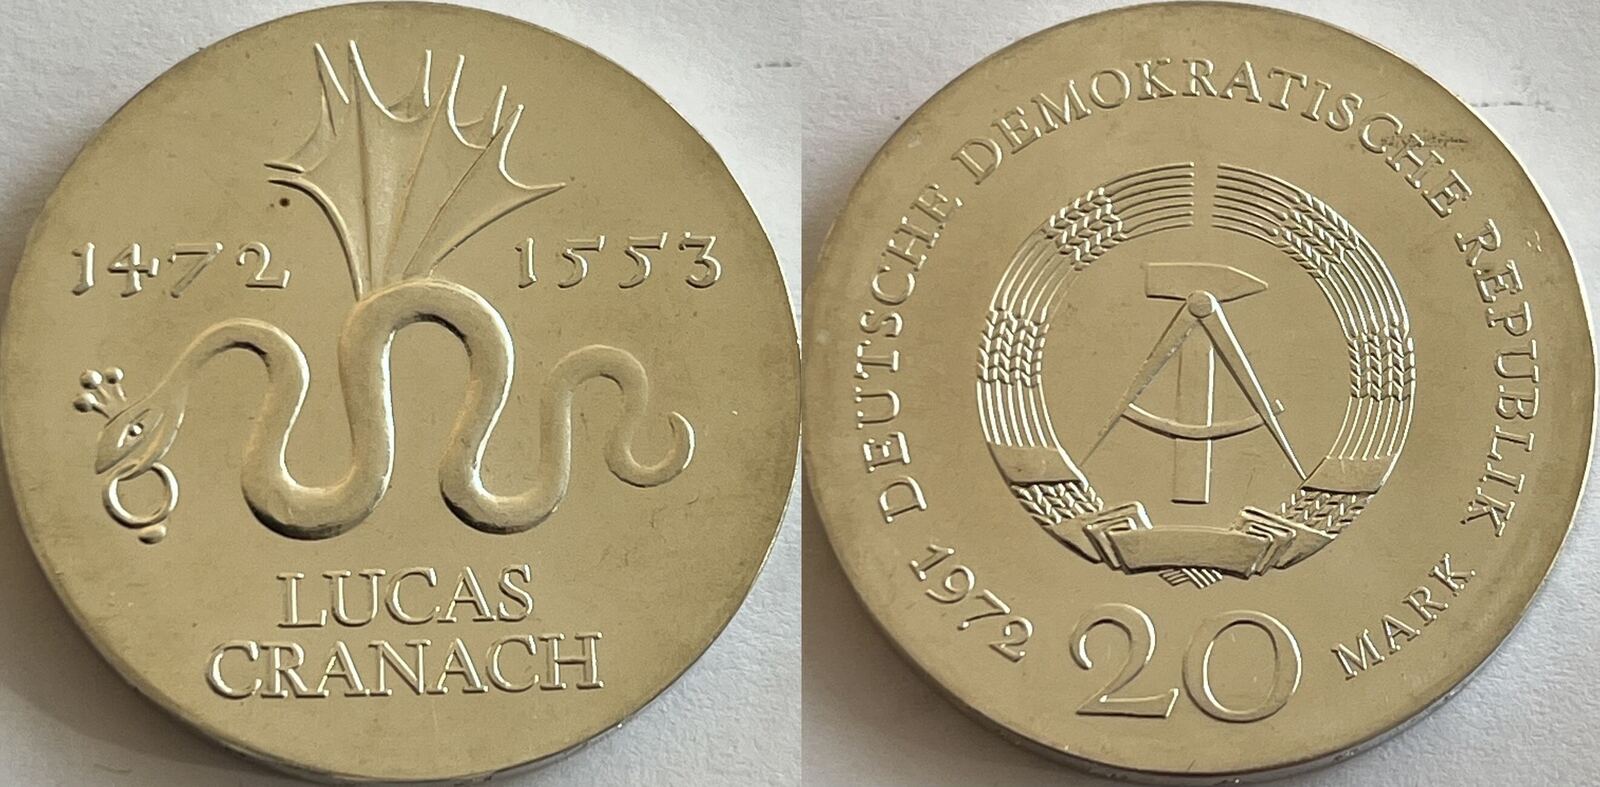 1472 1553
LUCAS
CRANACH
DEUTSCHE DEMOKRATISCHE REPUBLIK
1972 20 MARK